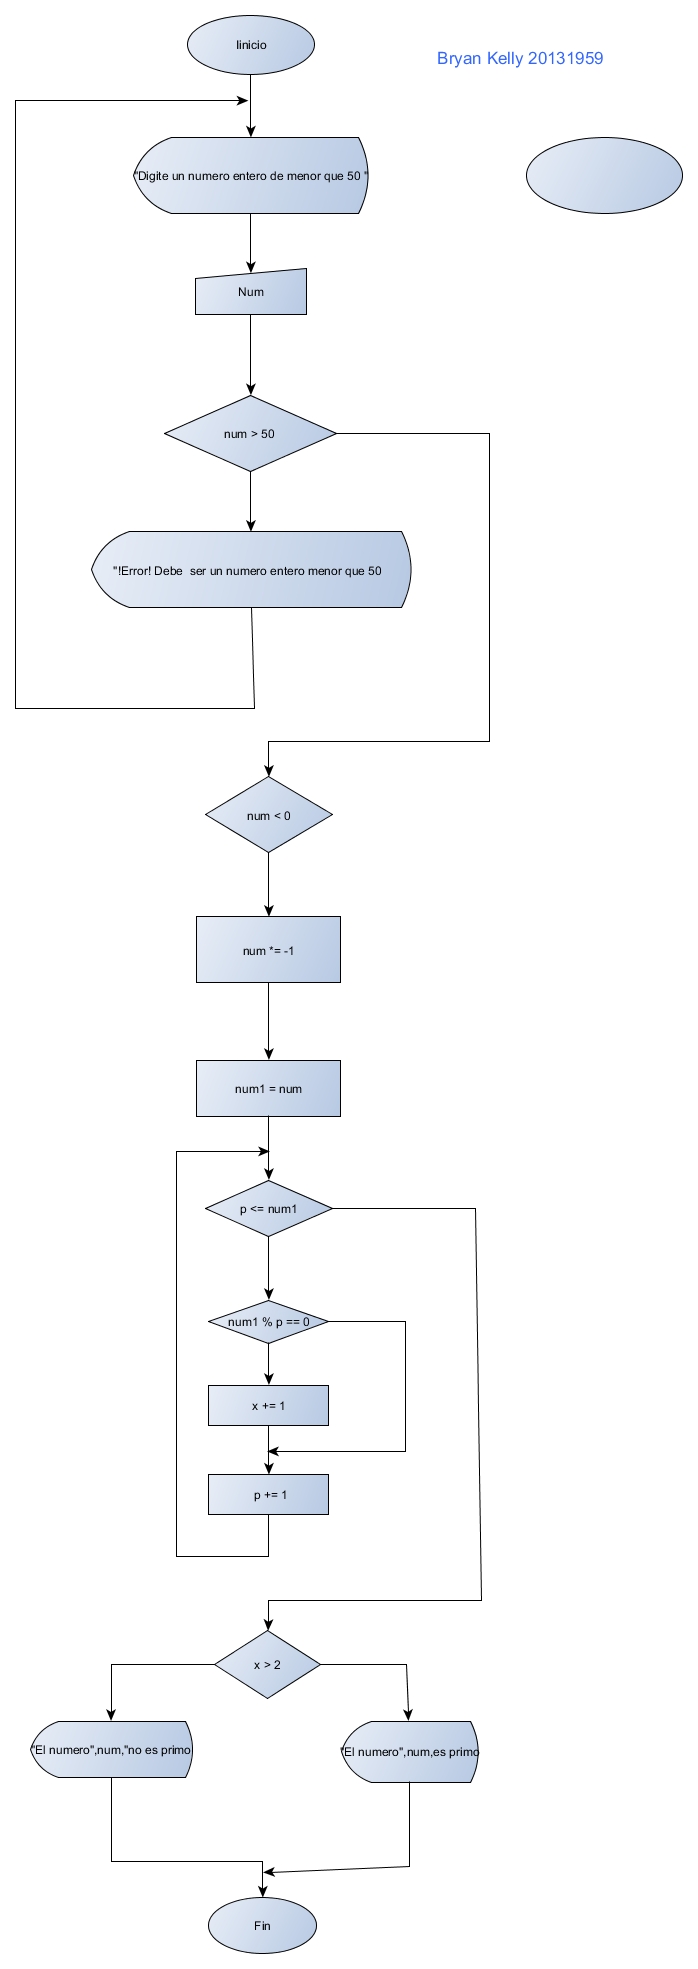 Iinicio
Bryan Kelly 20131959
"Digite un numero entero de menor que 50 "
Num
num > 50
"!Error! Debe  ser un numero entero menor que 50
num < 0
num *= -1
num1 = num
p <= num1
num1 % p == 0
x += 1
p += 1
x > 2
"El numero",num,"no es primo
"El numero",num,es primo
Fin